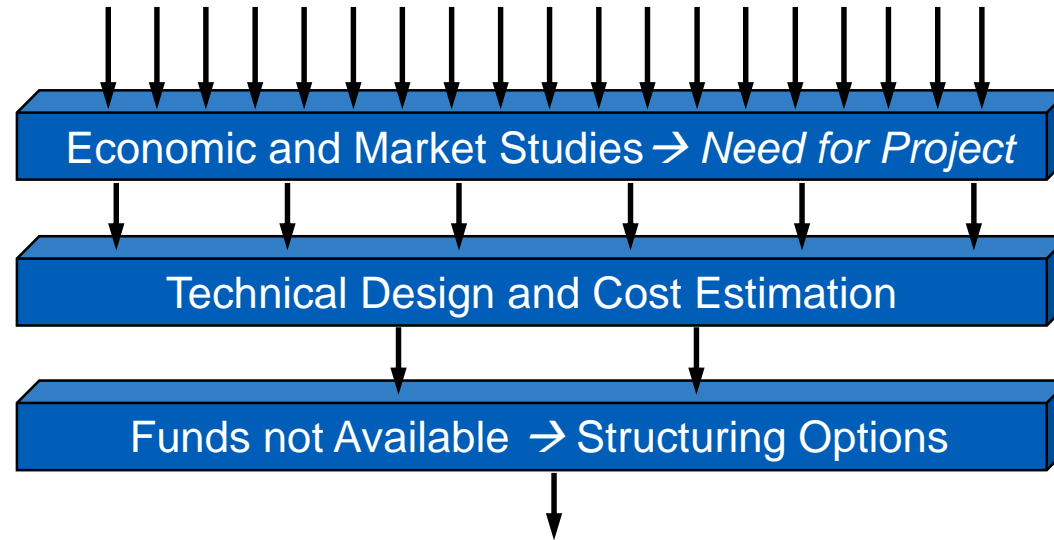 Economic and Market Studies → Need for Project
Technical Design and Cost Estimation
Funds not Available → Structuring Options